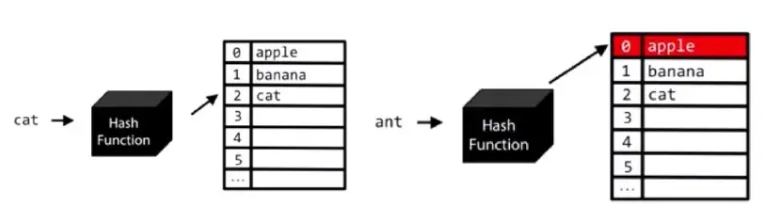 cat
Hash
Function
0 apple
1 banana
2 cat
3
4
5
...
ant
Hash
Function
0 apple
1 banana
2 cat
3
4
5
...